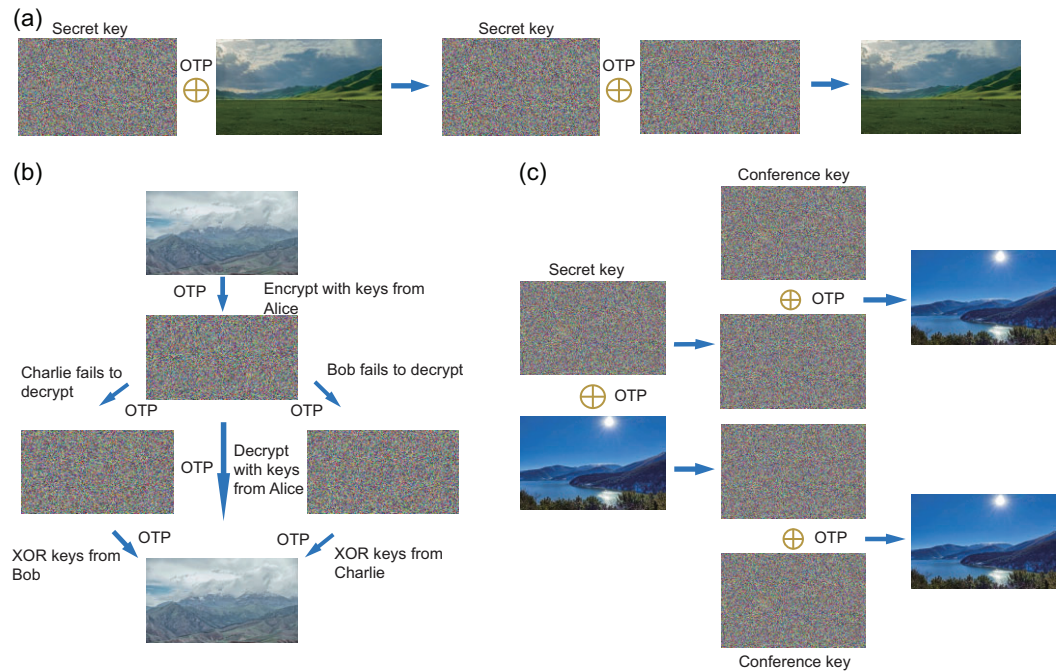 (a)
Secret key
OTP
Secret key
OTP
(b)
OTP
Encrypt with keys from
Alice
Charlie fails to
decrypt
OTP
Bob fails to decrypt
OTP
OTP
Decrypt
with keys
from Alice
XOR keys from
Bob
OTP
OTP
XOR keys from
Charlie
(c)
Conference key
Secret key
OTP
OTP
OTP
Conference key